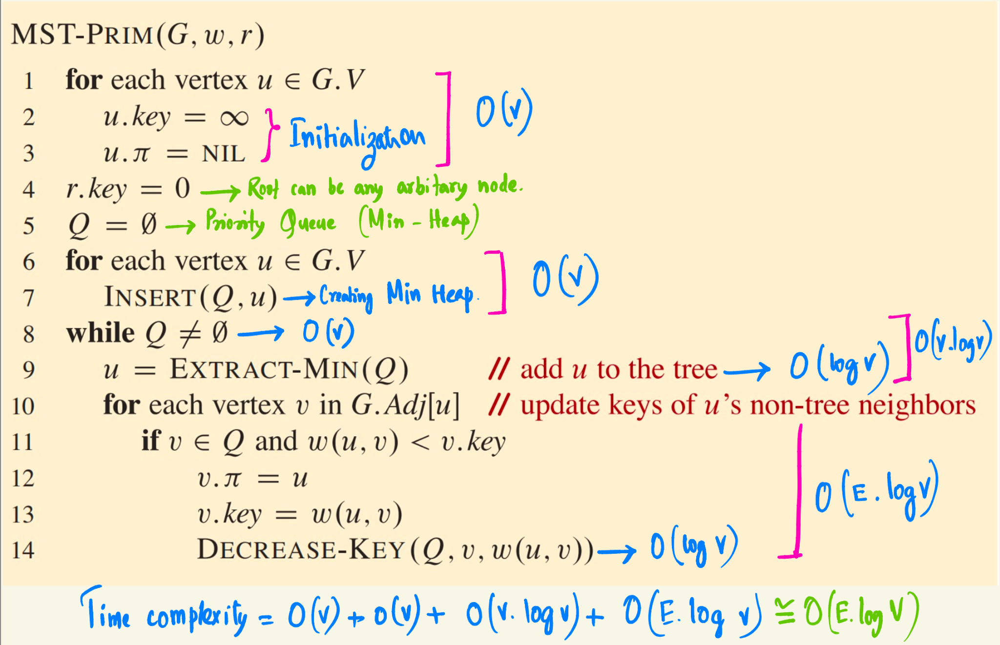 MST-PRIM(G, w, r)
1 for each vertex u ∈ G.V
O(V)
2 u.key = ∞
Initialization
3 u.π = NIL
4 r.key = 0 → Root can be any arbitary node.
5 Q = ∅ → Priority Queue (Min - Heap)
6 for each vertex u ∈ G.V
O(V)
7 INSERT(Q, u) → Creating Min Heap.
8 while Q ≠ ∅ → O(V)
O(V.logV)
9 u = EXTRACT-MIN(Q) // add u to the tree → O(log V)
10 for each vertex v in G.Adj[u] // update keys of u's non-tree neighbors
11 if v ∈ Q and w(u, v) < v.key
12 v.π = u
O(E.logV)
13 v.key = w(u, v)
14 DECREASE-KEY(Q, v, w(u, v)) → O(log V)
Time complexity = O(V) + O(V) + O(V.logV) + O(E.log V) ≅ O(E.log V)